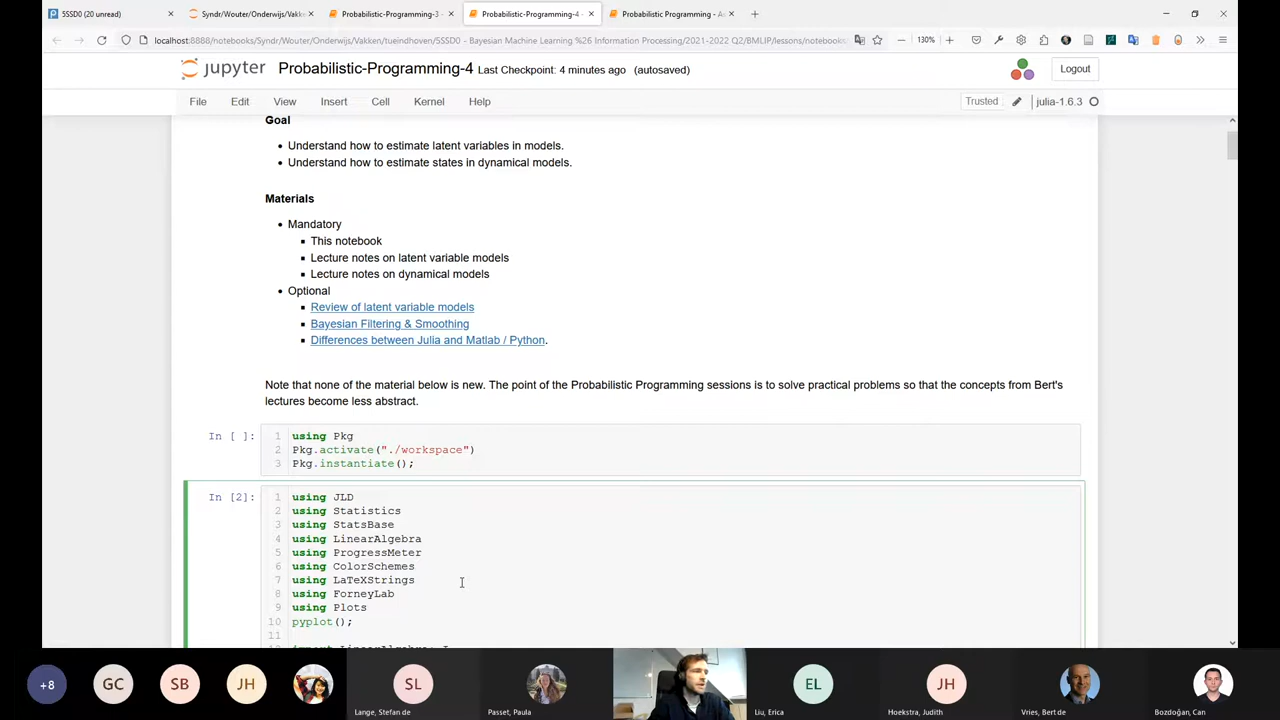 5SSD0 (20 unread)
Syndr/Wouter/Onderwijs/Vakke
Probabilistic-Programming-3 -
Probabilistic-Programming-4 -
Probabilistic Programming - As
localhost:8888/notebooks/Syndr/Wouter/Onderwijs/Vakken/tueindhoven/5SSD0 - Bayesian Machine Learning %26 Information Processing/2021-2022 Q2/BMLIP/lessons/notebooks
130%
jupyter Probabilistic-Programming-4 Last Checkpoint: 4 minutes ago (autosaved)
Logout
File Edit View Insert Cell Kernel Help
Trusted
julia-1.6.3
Goal
• Understand how to estimate latent variables in models.
• Understand how to estimate states in dynamical models.
Materials
• Mandatory
▪ This notebook
▪ Lecture notes on latent variable models
▪ Lecture notes on dynamical models
• Optional
▪ Review of latent variable models
▪ Bayesian Filtering & Smoothing
▪ Differences between Julia and Matlab / Python.
Note that none of the material below is new. The point of the Probabilistic Programming sessions is to solve practical problems so that the concepts from Bert's
lectures become less abstract.
In [ ]:
1 using Pkg
2 Pkg.activate("./workspace")
3 Pkg.instantiate();
In [2]:
1 using JLD
2 using Statistics
3 using StatsBase
4 using LinearAlgebra
5 using ProgressMeter
6 using ColorSchemes
7 using LaTeXStrings
8 using ForneyLab
9 using Plots
10 pyplot();
11
+8
GC
SB
JH
SL
EL
JH
Lange, Stefan de
Passet, Paula
Liu, Erica
Hoekstra, Judith
Vries, Bert de
Bozdoğan, Can